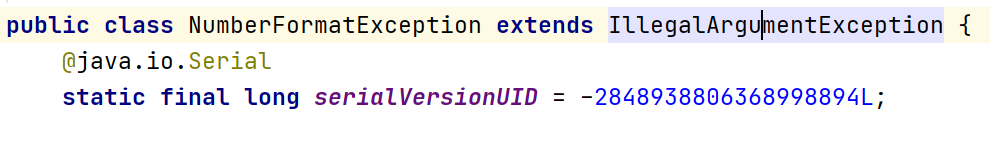 public class NumberFormatException extends IllegalArgumentException {
@java.io.Serial
static final long serialVersionUID = -2848938806368998894L;